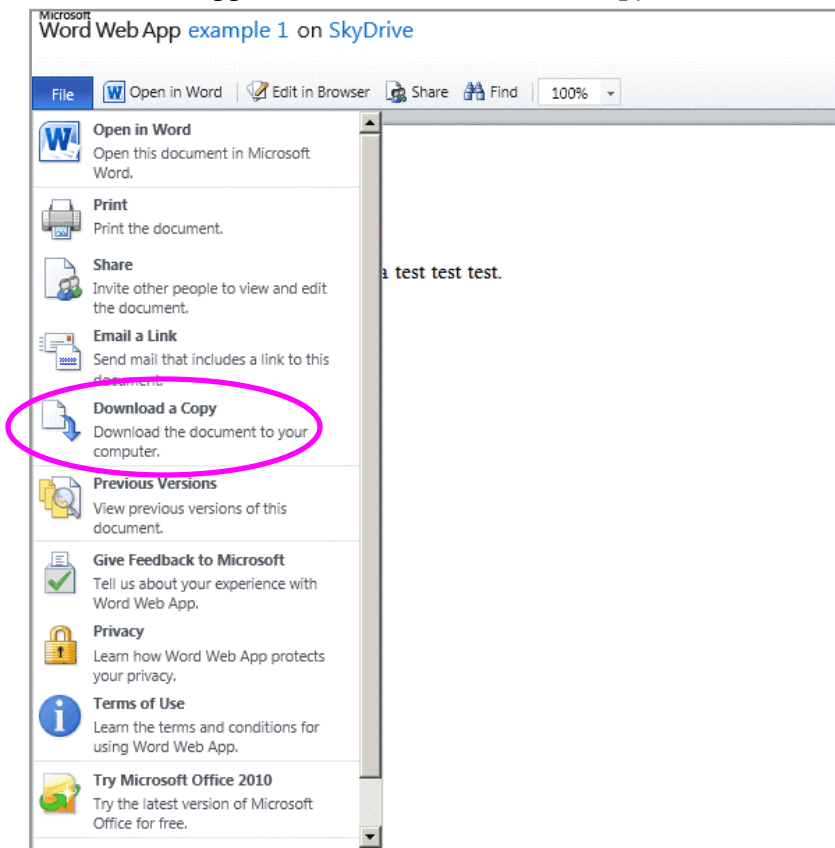 Microsoft
Word Web App example 1 on SkyDrive
File Open in Word Edit in Browser Share Find 100%
Open in Word
Open this document in Microsoft
Word.
Print
Print the document.
Share
Invite other people to view and edit
the document.
a test test test.
Email a Link
Send mail that includes a link to this
document.
Download a Copy
Download the document to your
computer.
Previous Versions
View previous versions of this
document.
Give Feedback to Microsoft
Tell us about your experience with
Word Web App.
Privacy
Learn how Word Web App protects
your privacy.
Terms of Use
Learn the terms and conditions for
using Word Web App.
Try Microsoft Office 2010
Try the latest version of Microsoft
Office for free.